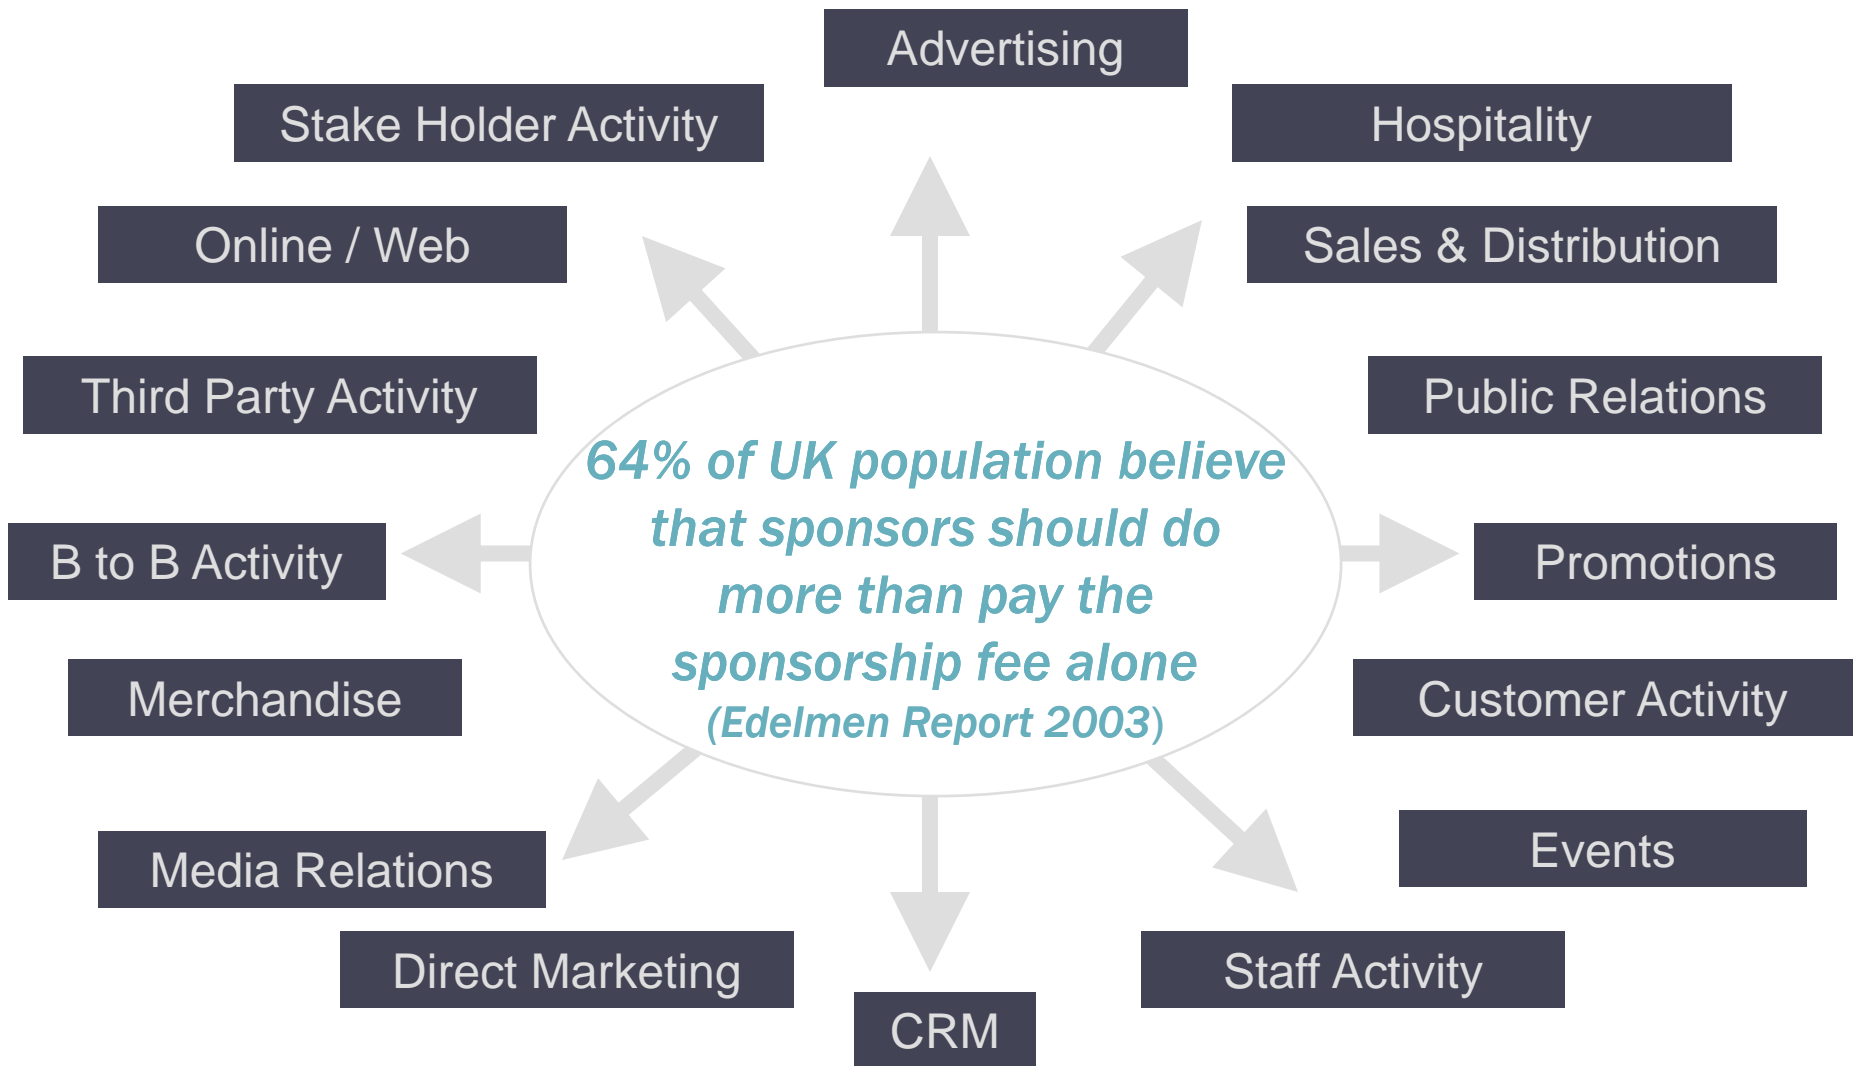 Advertising
Stake Holder Activity
Hospitality
Online / Web
Sales & Distribution
Third Party Activity
Public Relations
64% of UK population believe
that sponsors should do
more than pay the
sponsorship fee alone
(Edelmen Report 2003)
B to B Activity
Promotions
Merchandise
Customer Activity
Media Relations
Events
Direct Marketing
Staff Activity
CRM